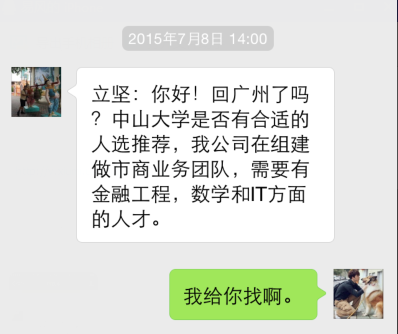 2015年7月8日 14:00
立坚：你好！回广州了吗
？中山大学是否有合适的
人选推荐，我公司在组建
做市商业务团队，需要有
金融工程，数学和IT方面
的人才。
我给你找啊。